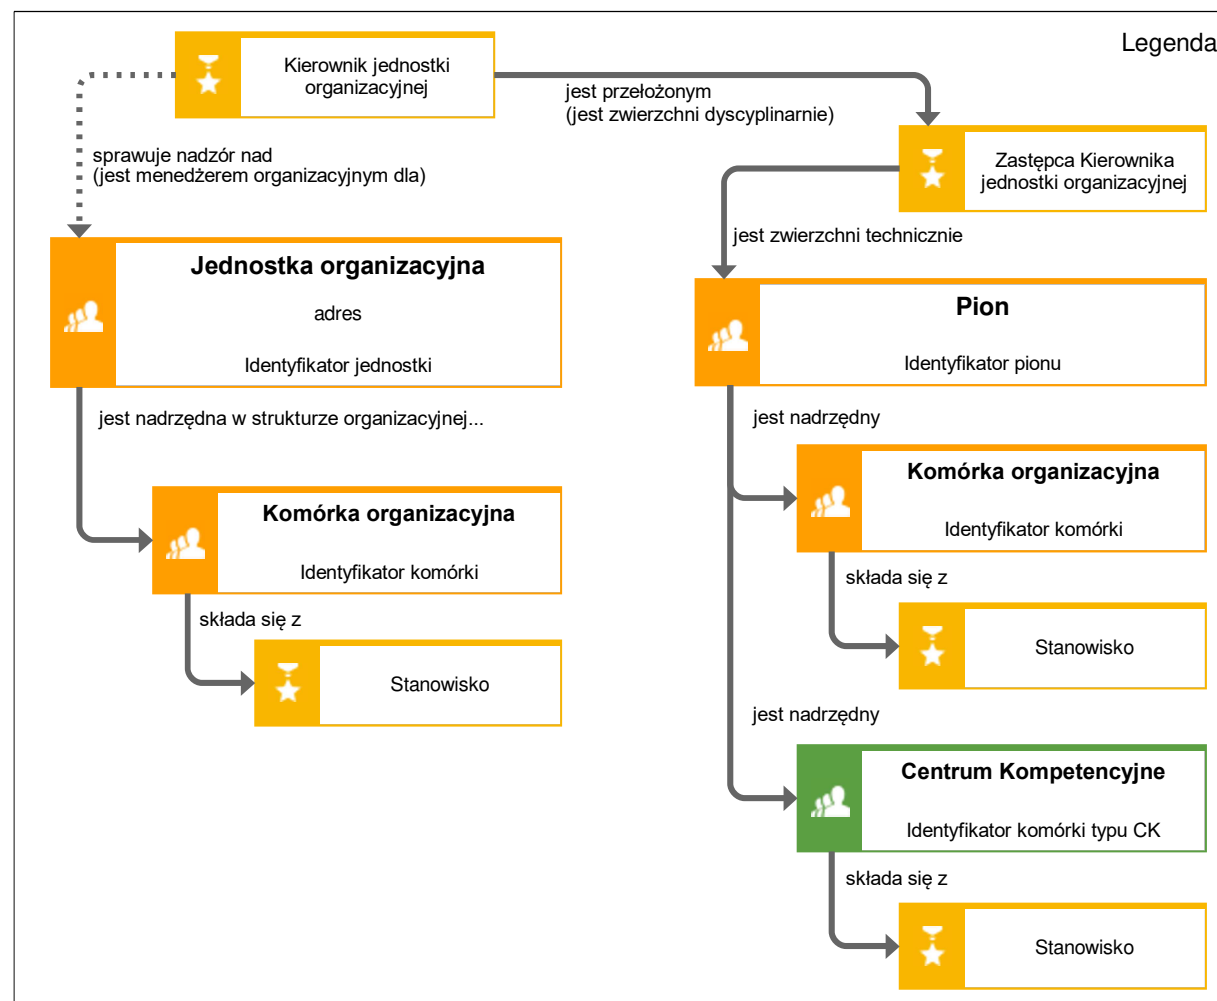 Legenda
Kierownik jednostki
organizacyjnej
jest przełożonym
(jest zwierzchni dyscyplinarnie)
sprawuje nadzór nad
(jest menedżerem organizacyjnym dla)
Zastępca Kierownika
jednostki organizacyjnej
jest zwierzchni technicznie
Jednostka organizacyjna
adres
Identyfikator jednostki
jest nadrzędna w strukturze organizacyjnej...
Komórka organizacyjna
Identyfikator komórki
składa się z
Stanowisko
Pion
Identyfikator pionu
jest nadrzędny
Komórka organizacyjna
Identyfikator komórki
składa się z
Stanowisko
jest nadrzędny
Centrum Kompetencyjne
Identyfikator komórki typu CK
składa się z
Stanowisko